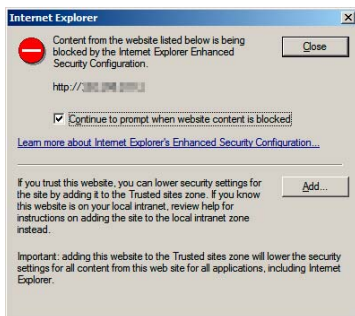 Internet Explorer
Content from the website listed below is being
blocked by the Internet Explorer Enhanced
Security Configuration.
Close
http://
Continue to prompt when website content is blocked
Learn more about Internet Explorer's Enhanced Security Configuration...
If you trust this website, you can lower security settings for
the site by adding it to the Trusted sites zone. If you know
this website is on your local intranet, review help for
instructions on adding the site to the local intranet zone
instead.
Add...
Important: adding this website to the Trusted sites zone will lower the security
settings for all content from this web site for all applications, including Internet
Explorer.